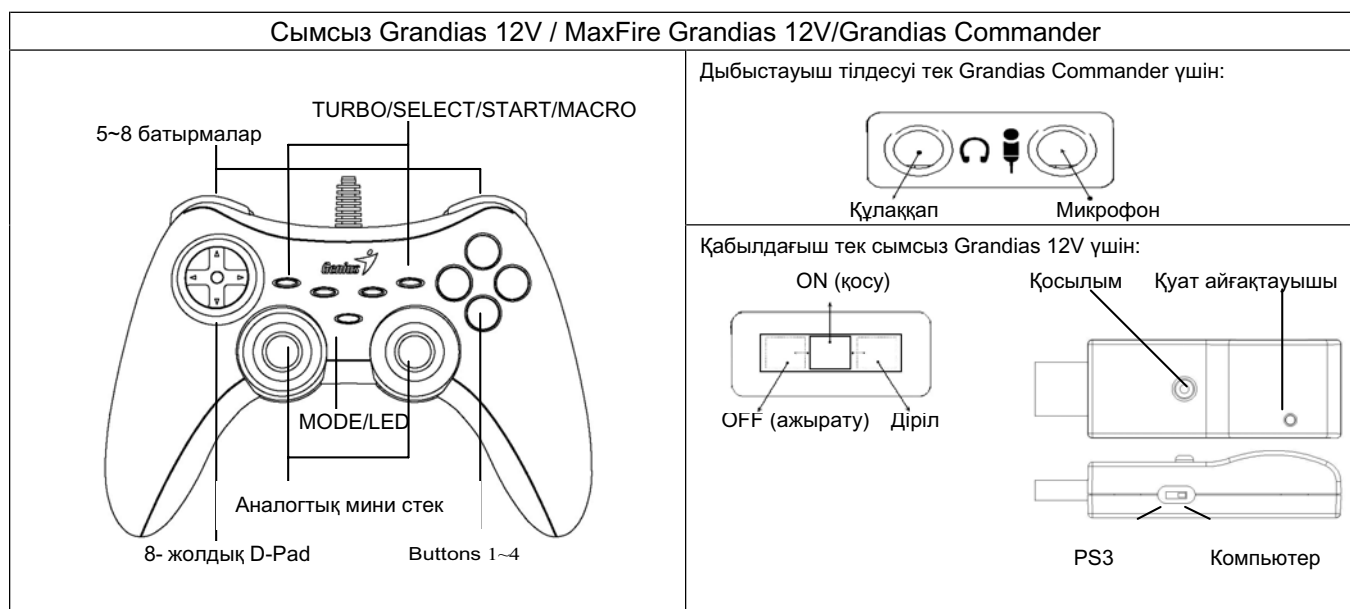 Сымсыз Grandias 12V / MaxFire Grandias 12V/Grandias Commander
TURBO/SELECT/START/MACRO
5~8 батырмалар
Genius
MODE/LED
Аналогтық мини стек
8- жолдық D-Pad
Buttons 1~4
Дыбыстауыш тілдесуі тек Grandias Commander үшін:
Құлаққап
Микрофон
Қабылдағыш тек сымсыз Grandias 12V үшін:
ON (қосу)
OFF (ажырату)
Діріл
Қосылым
Қуат айғақтауышы
PS3
Компьютер